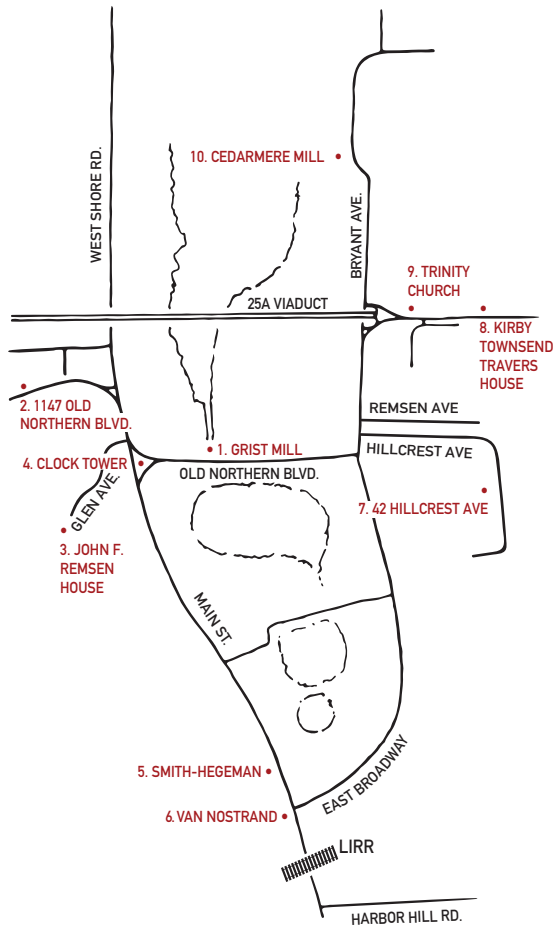 10. CEDARMERE MILL
WEST SHORE RD.
BRYANT AVE.
9. TRINITY
CHURCH
25A VIADUCT
8. KIRBY
TOWNSEND
TRAVERS
HOUSE
2. 1147 OLD
NORTHERN BLVD.
REMSEN AVE
1. GRIST MILL
HILLCREST AVE
4. CLOCK TOWER
OLD NORTHERN BLVD.
GLEN AVE.
7. 42 HILLCREST AVE
3. JOHN F.
REMSEN
HOUSE
MAIN ST.
5. SMITH-HEGEMAN
EAST BROADWAY
6. VAN NOSTRAND
LIRR
HARBOR HILL RD.